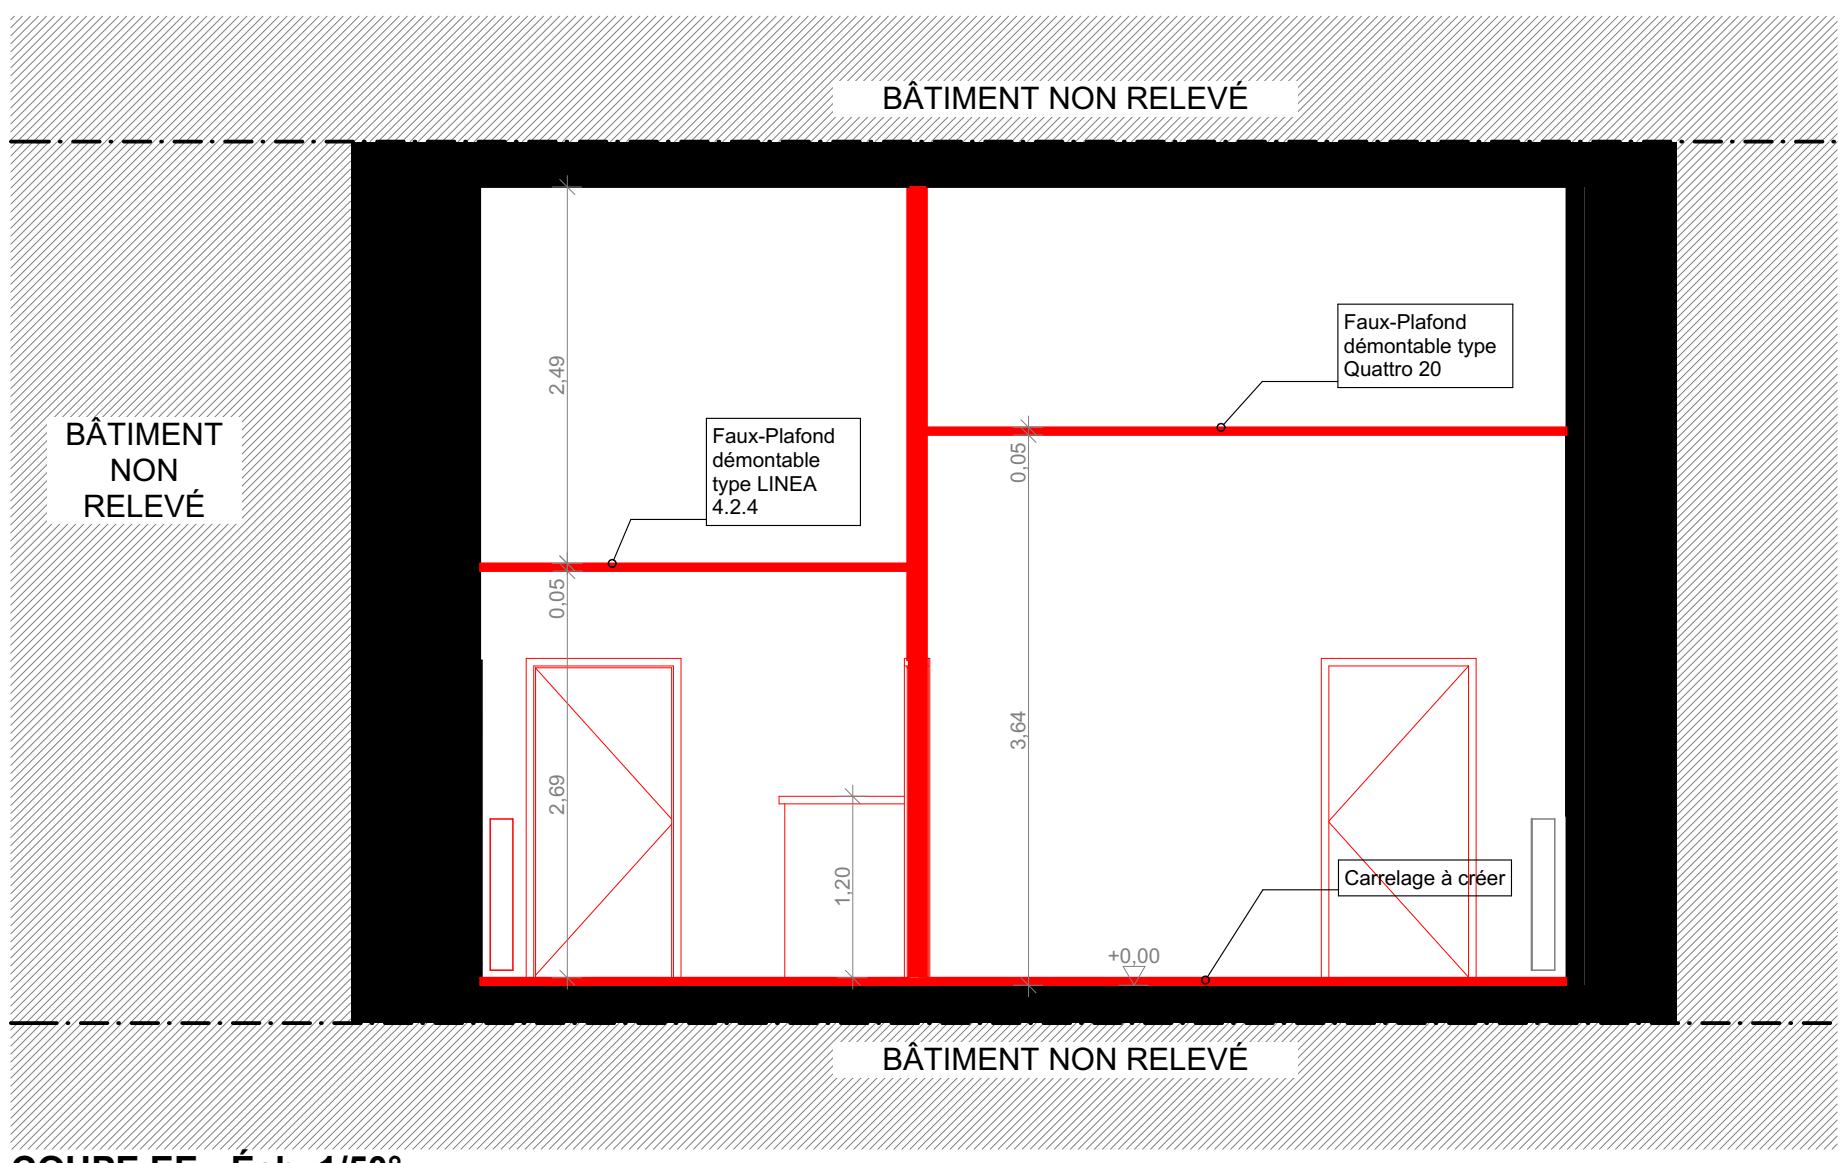 BÂTIMENT NON RELEVÉ
Faux-Plafond
démontable type
Quattro 20
2,49
BÂTIMENT
NON
RELEVÉ
Faux-Plafond
démontable
type LINEA
4.2.4
0,05
0,05
3,64
2,69
1,20
Carrelage à créer
+0,00
BÂTIMENT NON RELEVÉ